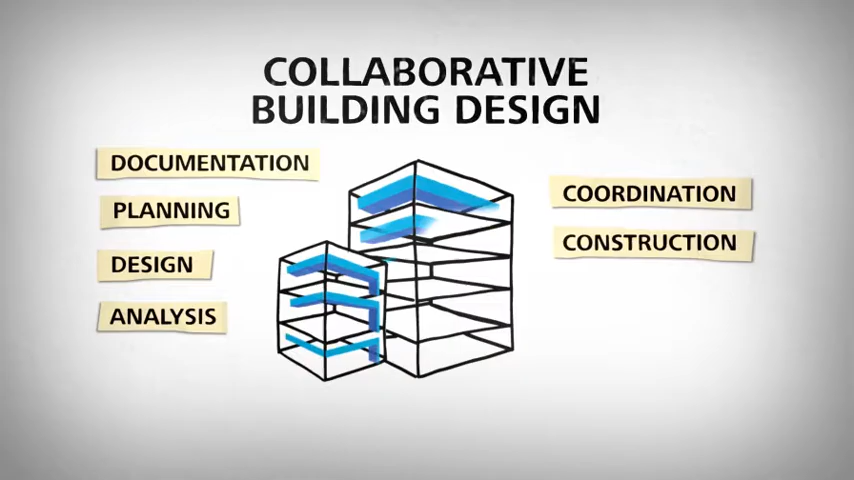 COLLABORATIVE
BUILDING DESIGN
DOCUMENTATION
PLANNING
DESIGN
ANALYSIS
COORDINATION
CONSTRUCTION